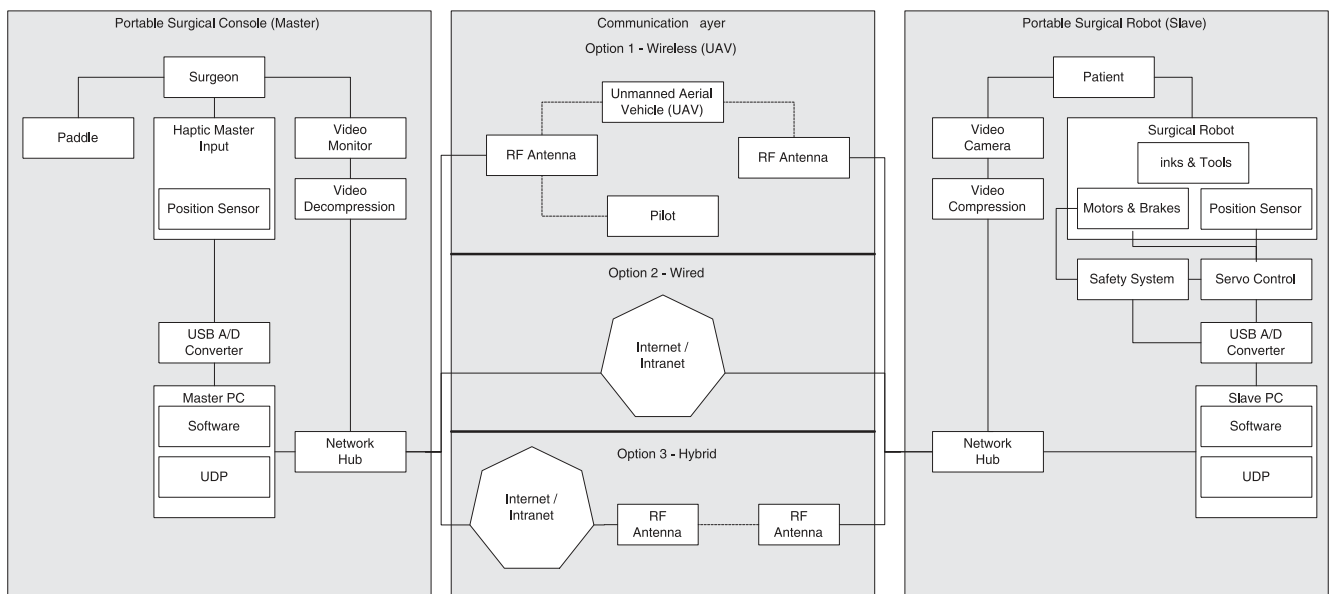 Portable Surgical Console (Master)
Surgeon
Paddle
Haptic Master
Input
Position Sensor
Video
Monitor
Video
Decompression
USB A/D
Converter
Master PC
Software
UDP
Network
Hub
Communication ayer
Option 1 - Wireless (UAV)
Unmanned Aerial
Vehicle (UAV)
RF Antenna
RF Antenna
Pilot
Option 2 - Wired
Internet /
Intranet
Option 3 - Hybrid
Internet /
Intranet
RF
Antenna
RF
Antenna
Portable Surgical Robot (Slave)
Patient
Video
Camera
Video
Compression
Surgical Robot
inks & Tools
Motors & Brakes
Position Sensor
Safety System
Servo Control
USB A/D
Converter
Slave PC
Software
UDP
Network
Hub